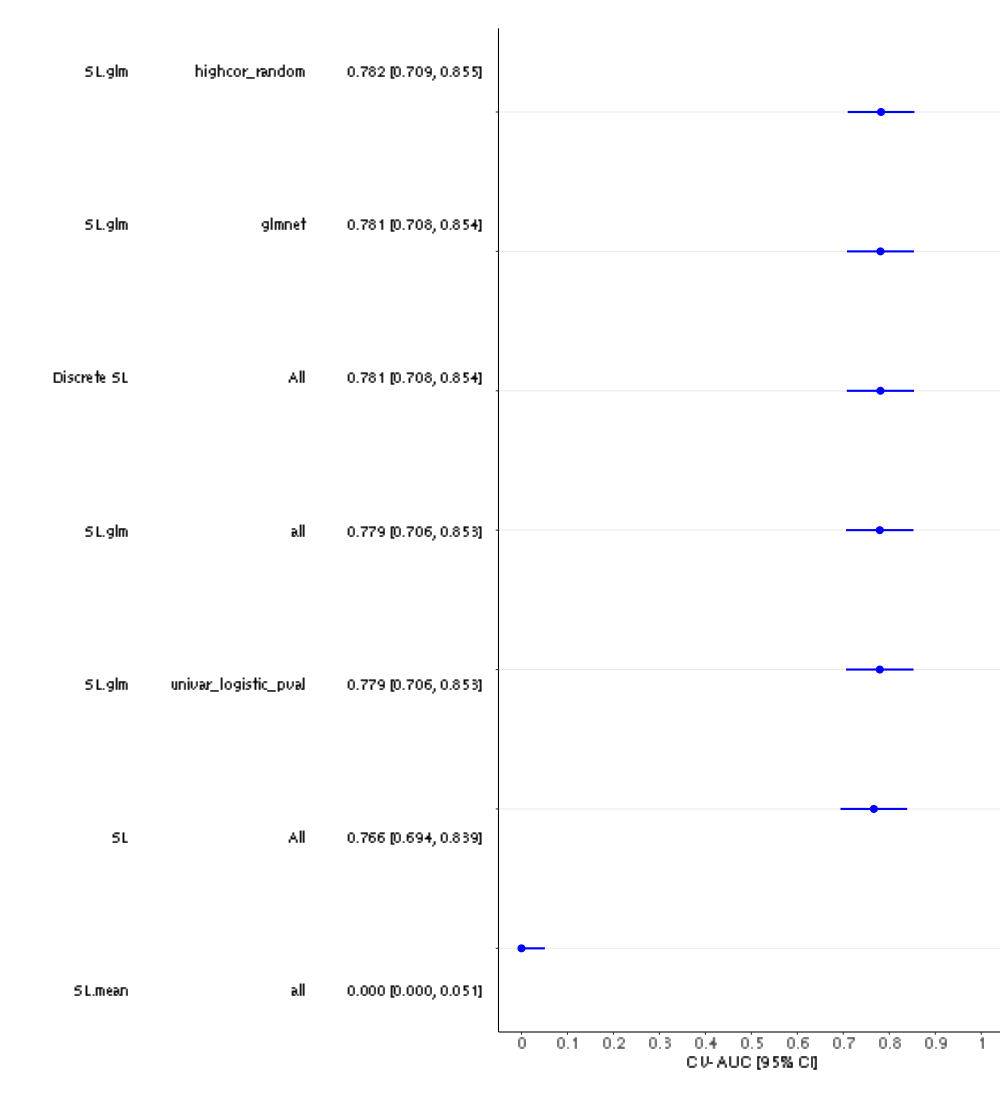 SL.glm highcor_random 0.782 [0.709, 0.855]
SL.glm glmnet 0.781 [0.708, 0.854]
Discrete SL All 0.781 [0.708, 0.854]
SL.glm all 0.779 [0.706, 0.853]
SL.glm univar_logistic_pval 0.779 [0.706, 0.853]
SL All 0.766 [0.694, 0.839]
SL.mean all 0.000 [0.000, 0.051]
0 0.1 0.2 0.3 0.4 0.5 0.6 0.7 0.8 0.9 1
CV-AUC [95% CI]